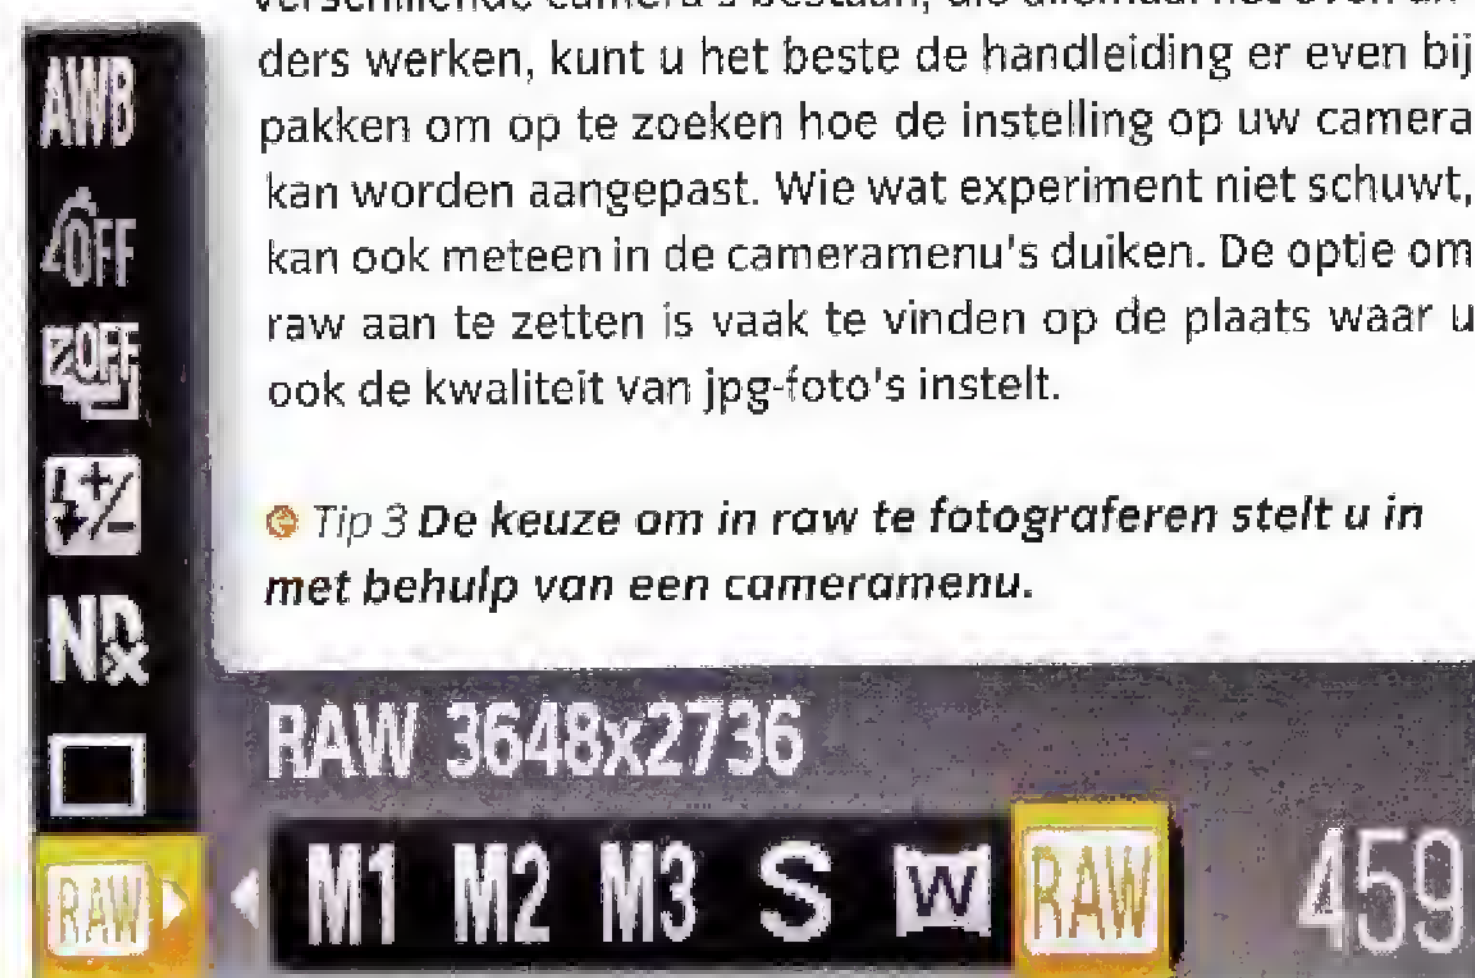 ders werken, kunt u het beste de handleiding er even bij
pakken om op te zoeken hoe de instelling op uw camera
kan worden aangepast. Wie wat experiment niet schuwt,
kan ook meteen in de cameramenu's duiken. De optie om
raw aan te zetten is vaak te vinden op de plaats waar u
ook de kwaliteit van jpg-foto's instelt.
Tip 3 De keuze om in raw te fotograferen stelt u in
met behulp van een cameramenu.
AWB
OFF
OFF
ND
X
RAW
RAW 3648x2736
M1 M2 M3 S W RAW 459